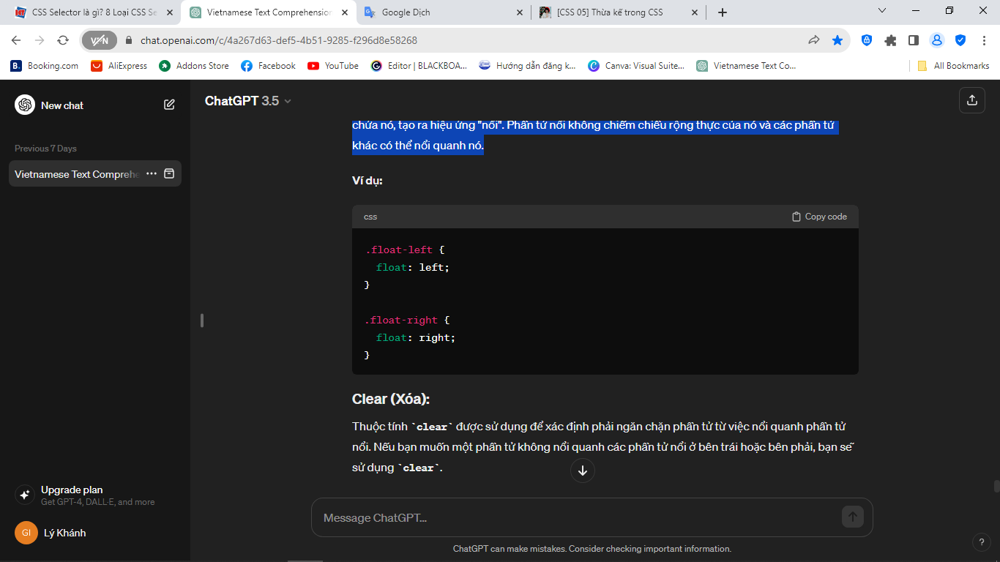 CSS Selector là gì? 8 Loại CSS Se
Vietnamese Text Comprehension
Google Dịch
[CSS 05] Thừa kế trong CSS
VPN
chat.openai.com/c/4a267d63-def5-4b51-9285-f296d8e58268
B. Booking.com
AliExpress
Addons Store
Facebook
YouTube
Editor | BLACKBOA...
Hướng dẫn đăng k...
Canva: Visual Suite...
Vietnamese Text Co...
All Bookmarks
New chat
ChatGPT 3.5
Previous 7 Days
Vietnamese Text Comprehe
chứa nó, tạo ra hiệu ứng "nổi". Phần tử nổi không chiếm chiều rộng thực của nó và các phần tử
khác có thể nổi quanh nó.
Ví dụ:
css
Copy code
.float-left {
float: left;
}
.float-right {
float: right;
}
Clear (Xóa):
Thuộc tính `clear` được sử dụng để xác định phải ngăn chặn phần tử từ việc nổi quanh phần tử
nổi. Nếu bạn muốn một phần tử không nổi quanh các phần tử nổi ở bên trái hoặc bên phải, bạn sẽ
sử dụng `clear`.
Upgrade plan
Get GPT-4, DALL·E, and more
GI
Lý Khánh
Message ChatGPT...
ChatGPT can make mistakes. Consider checking important information.
?